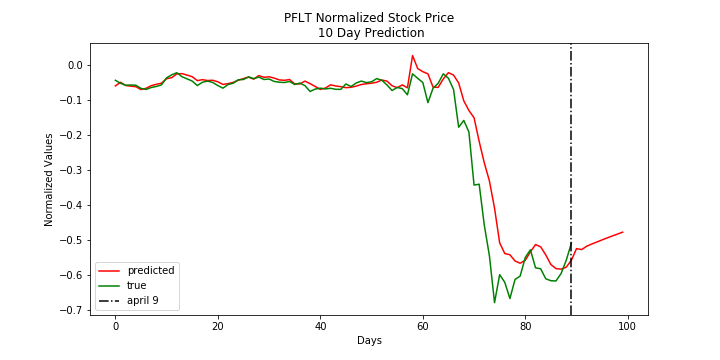 PFLT Normalized Stock Price
10 Day Prediction
0.0
−0.1
−0.2
−0.3
−0.4
−0.5
−0.6
−0.7
Normalized Values
predicted
true
april 9
0 20 40 60 80 100
Days